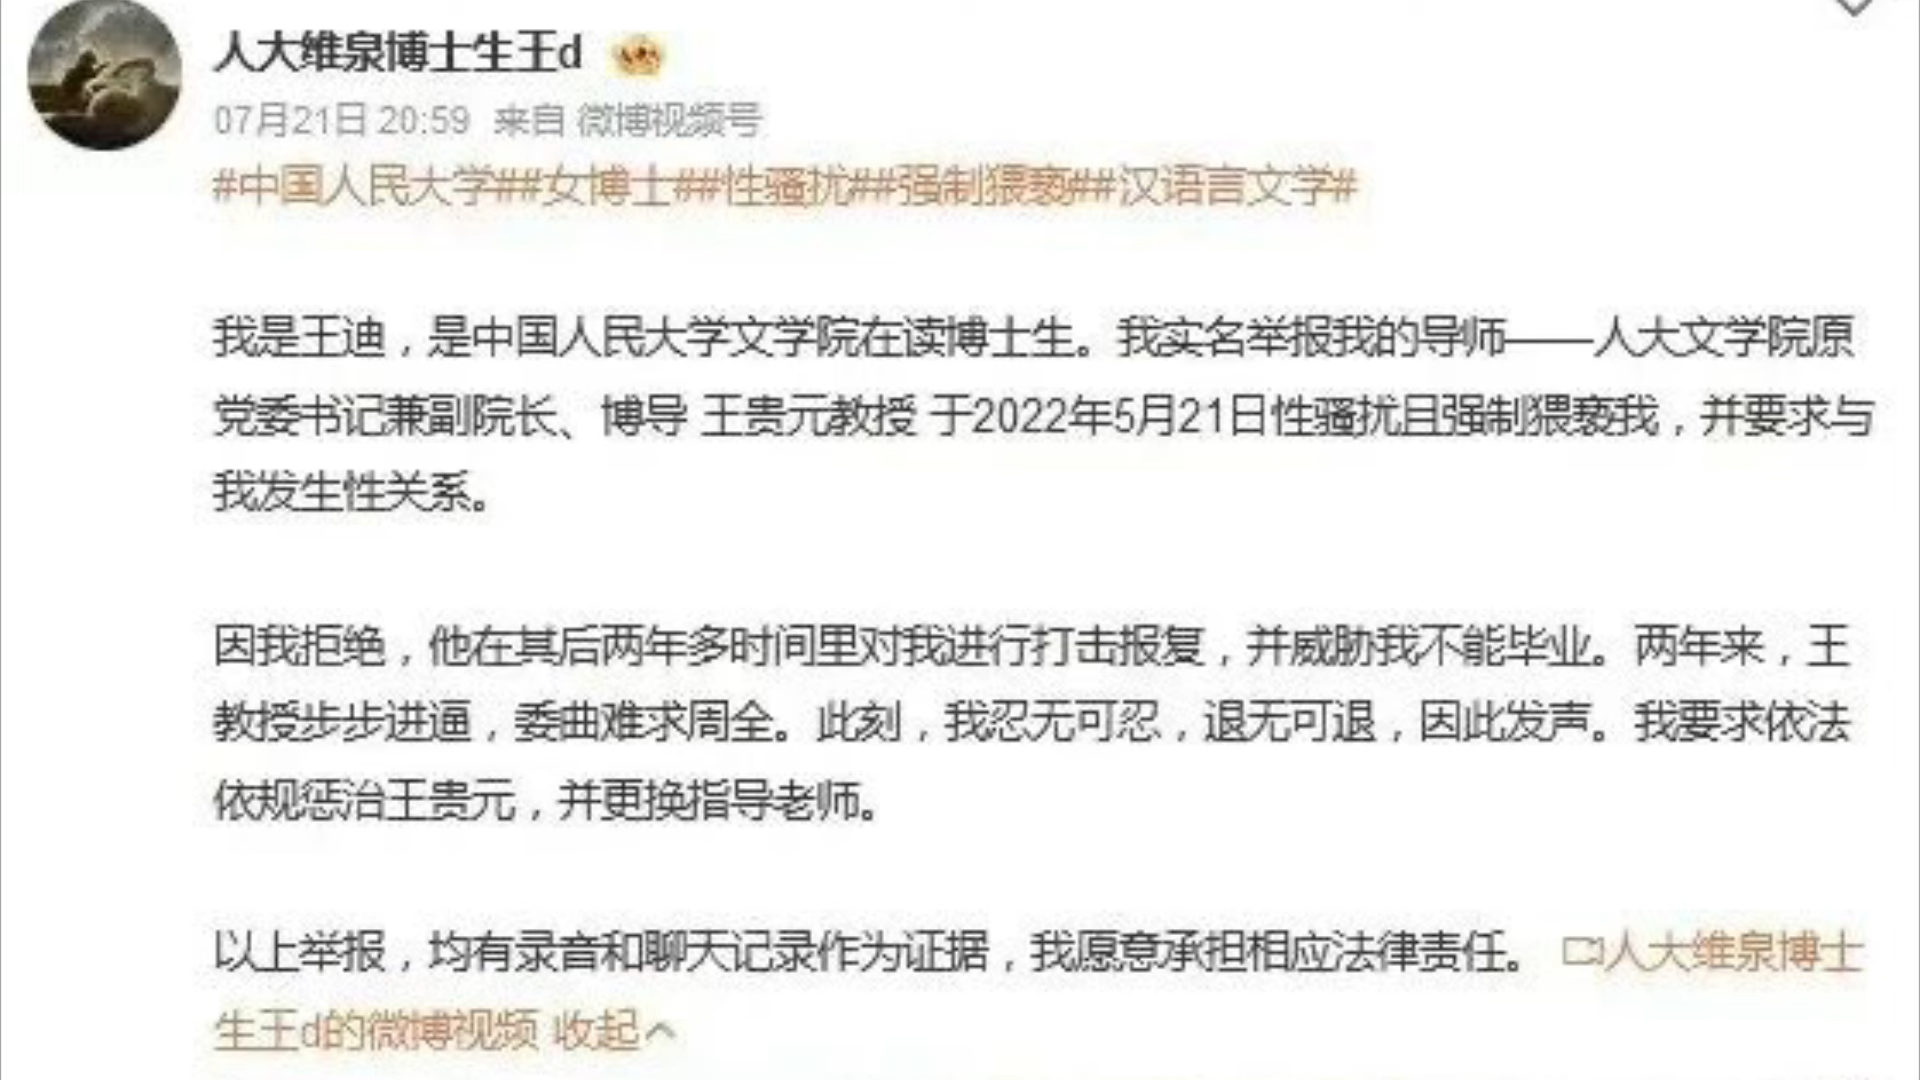 人大维泉博士生王d
07月21日 20:59 来自 微博视频号
#中国人民大学##女博士##性骚扰##强制猥亵##汉语言文学#
我是王迪，是中国人民大学文学院在读博士生。我实名举报我的导师——人大文学院原
党委书记兼副院长、博导 王贵元教授 于2022年5月21日性骚扰且强制猥亵我，并要求与
我发生性关系。
因我拒绝，他在其后两年多时间里对我进行打击报复，并威胁我不能毕业。两年来，王
教授步步进逼，委曲难求周全。此刻，我忍无可忍，退无可退，因此发声。我要求依法
依规惩治王贵元，并更换指导老师。
以上举报，均有录音和聊天记录作为证据，我愿意承担相应法律责任。 人大维泉博士
生王d的微博视频 收起